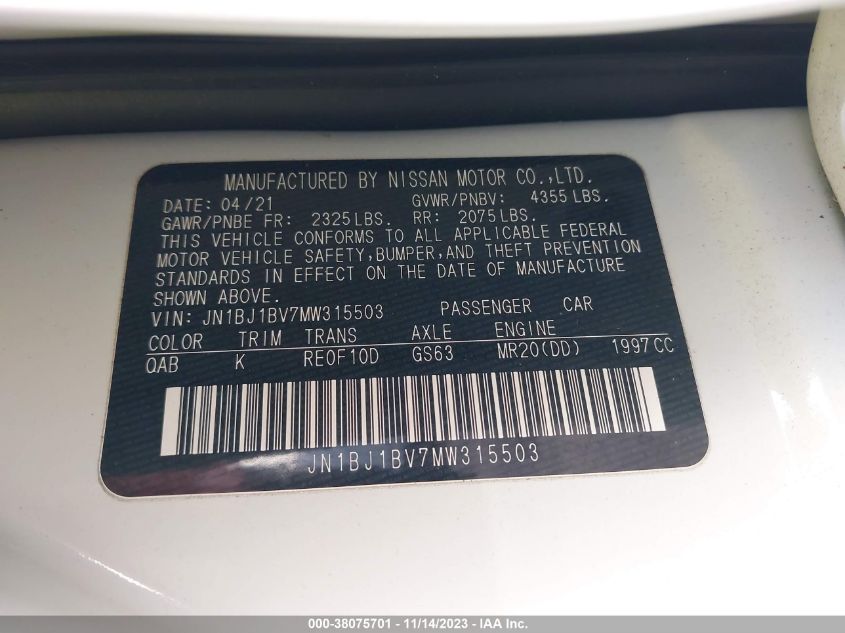 MANUFACTURED BY NISSAN MOTOR CO.,LTD.
DATE: 04/21 GVWR/PNBV: 4355 LBS.
GAWR/PNBE FR: 2325 LBS. RR: 2075 LBS.
THIS VEHICLE CONFORMS TO ALL APPLICABLE FEDERAL
MOTOR VEHICLE SAFETY,BUMPER,AND THEFT PREVENTION
STANDARDS IN EFFECT ON THE DATE OF MANUFACTURE
SHOWN ABOVE.
VIN: JN1BJ1BV7MW315503 PASSENGER CAR
COLOR TRIM TRANS AXLE ENGINE
QAB K RE0F10D GS63 MR20(DD) 1997CC
JN1BJ1BV7MW315503
000-38075701 - 11/14/2023 - IAA Inc.